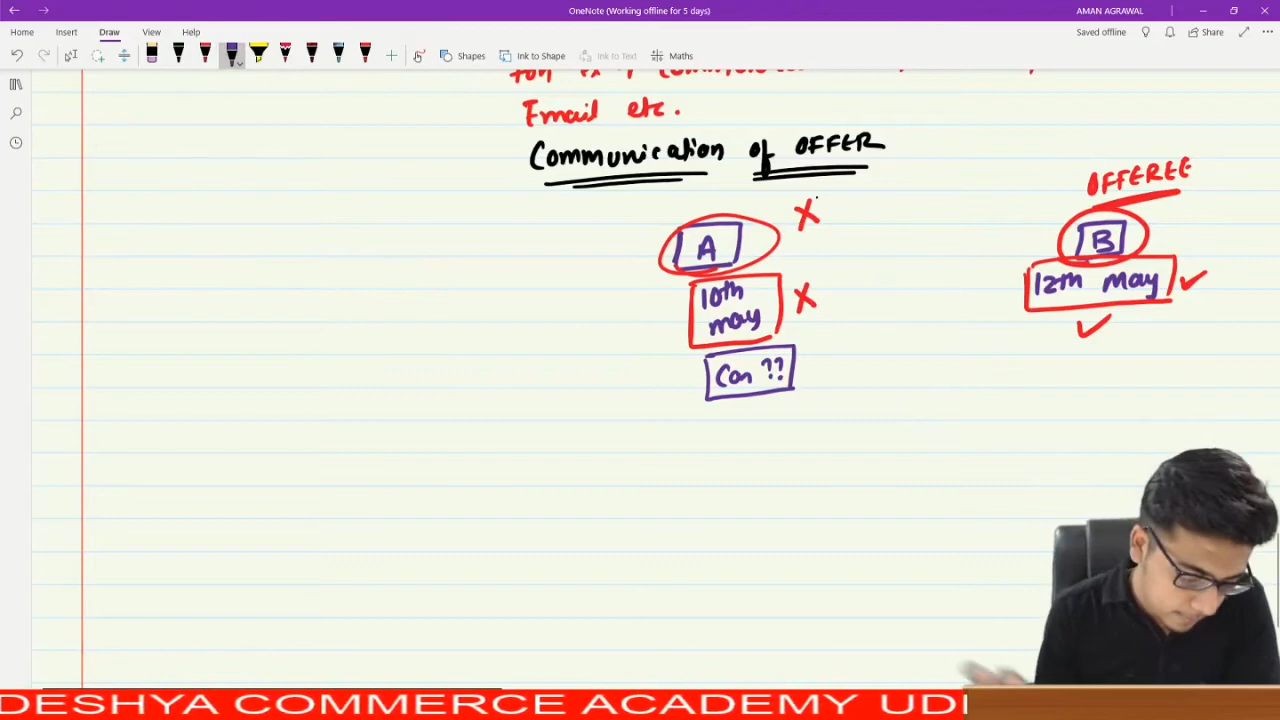 OneNote (Working offline for 5 days)
AMAN AGRAWAL
Home Insert Draw View Help
Saved offline
Share
Shapes Ink to Shape Ink to Text Maths
Email etc.
Communication of OFFER
OFFEREE
X
A
B
10th
may
X
12th may
Con ??
DESHYA COMMERCE ACADEMY UDI